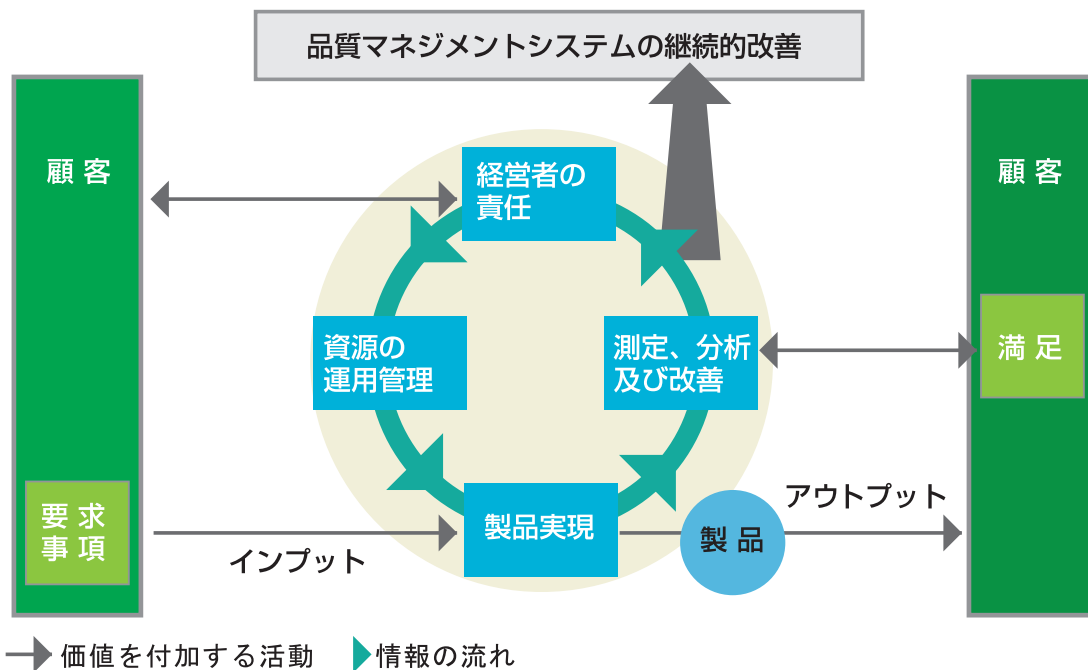 品質マネジメントシステムの継続的改善
顧客
顧客
経営者の
責任
資源の
運用管理
測定、分析
及び改善
満足
要求
事項
インプット
製品実現
製品
アウトプット
価値を付加する活動
情報の流れ